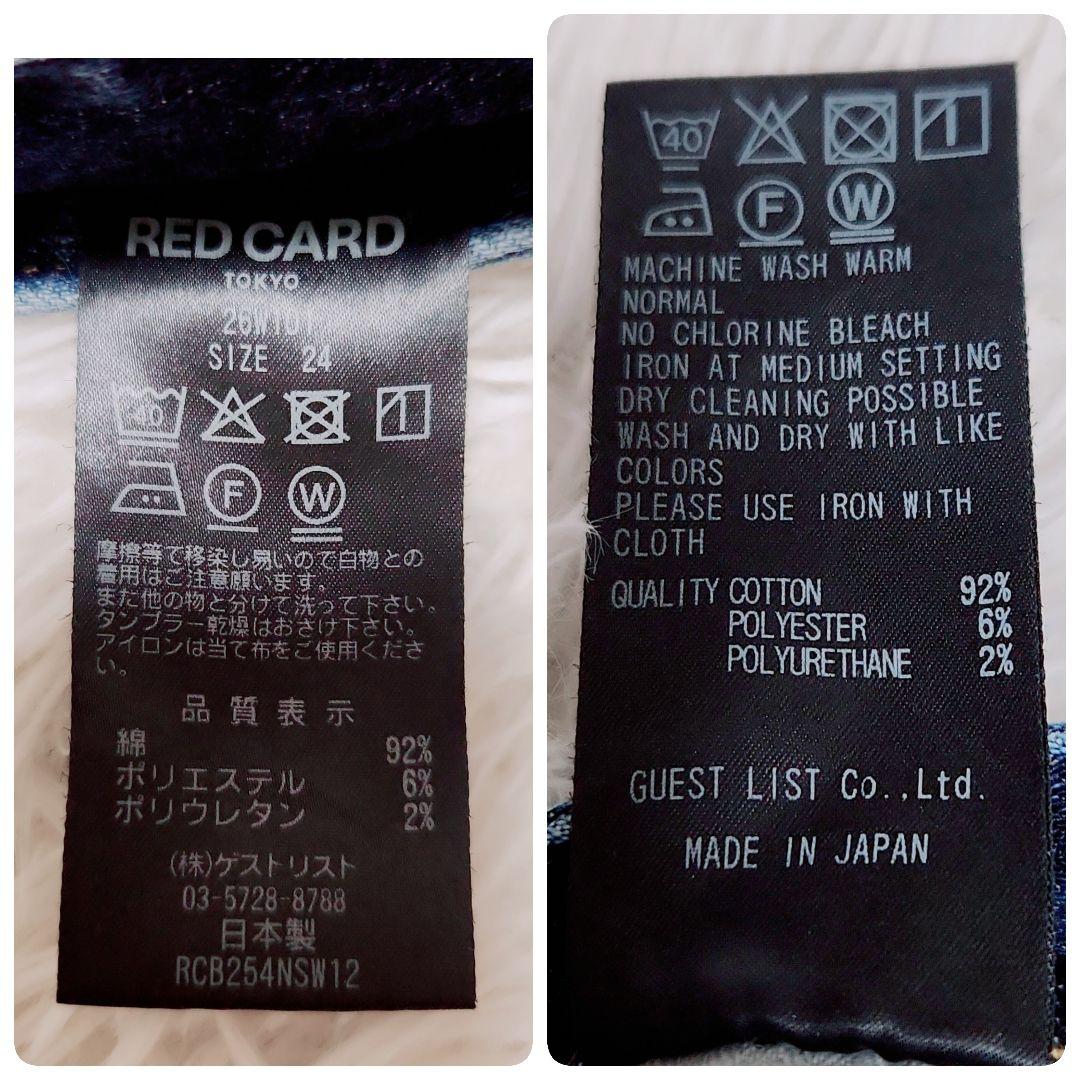 RED CARD
TOKYO
SIZE 24
40
F
W
摩擦等で移染し易いので白物との
着用はご注意願います。
また他の物と分けて洗って下さい。
タンブラー乾燥はおさけ下さい。
アイロンは当て布をご使用くださ
い。
品質表示
綿 92%
ポリエステル 6%
ポリウレタン 2%
(株)ゲストリスト
03-5728-8788
日本製
RCB254NSW12
40
F
W
MACHINE WASH WARM
NORMAL
NO CHLORINE BLEACH
IRON AT MEDIUM SETTING
DRY CLEANING POSSIBLE
WASH AND DRY WITH LIKE
COLORS
PLEASE USE IRON WITH
CLOTH
QUALITY COTTON 92%
POLYESTER 6%
POLYURETHANE 2%
GUEST LIST Co.,Ltd.
MADE IN JAPAN